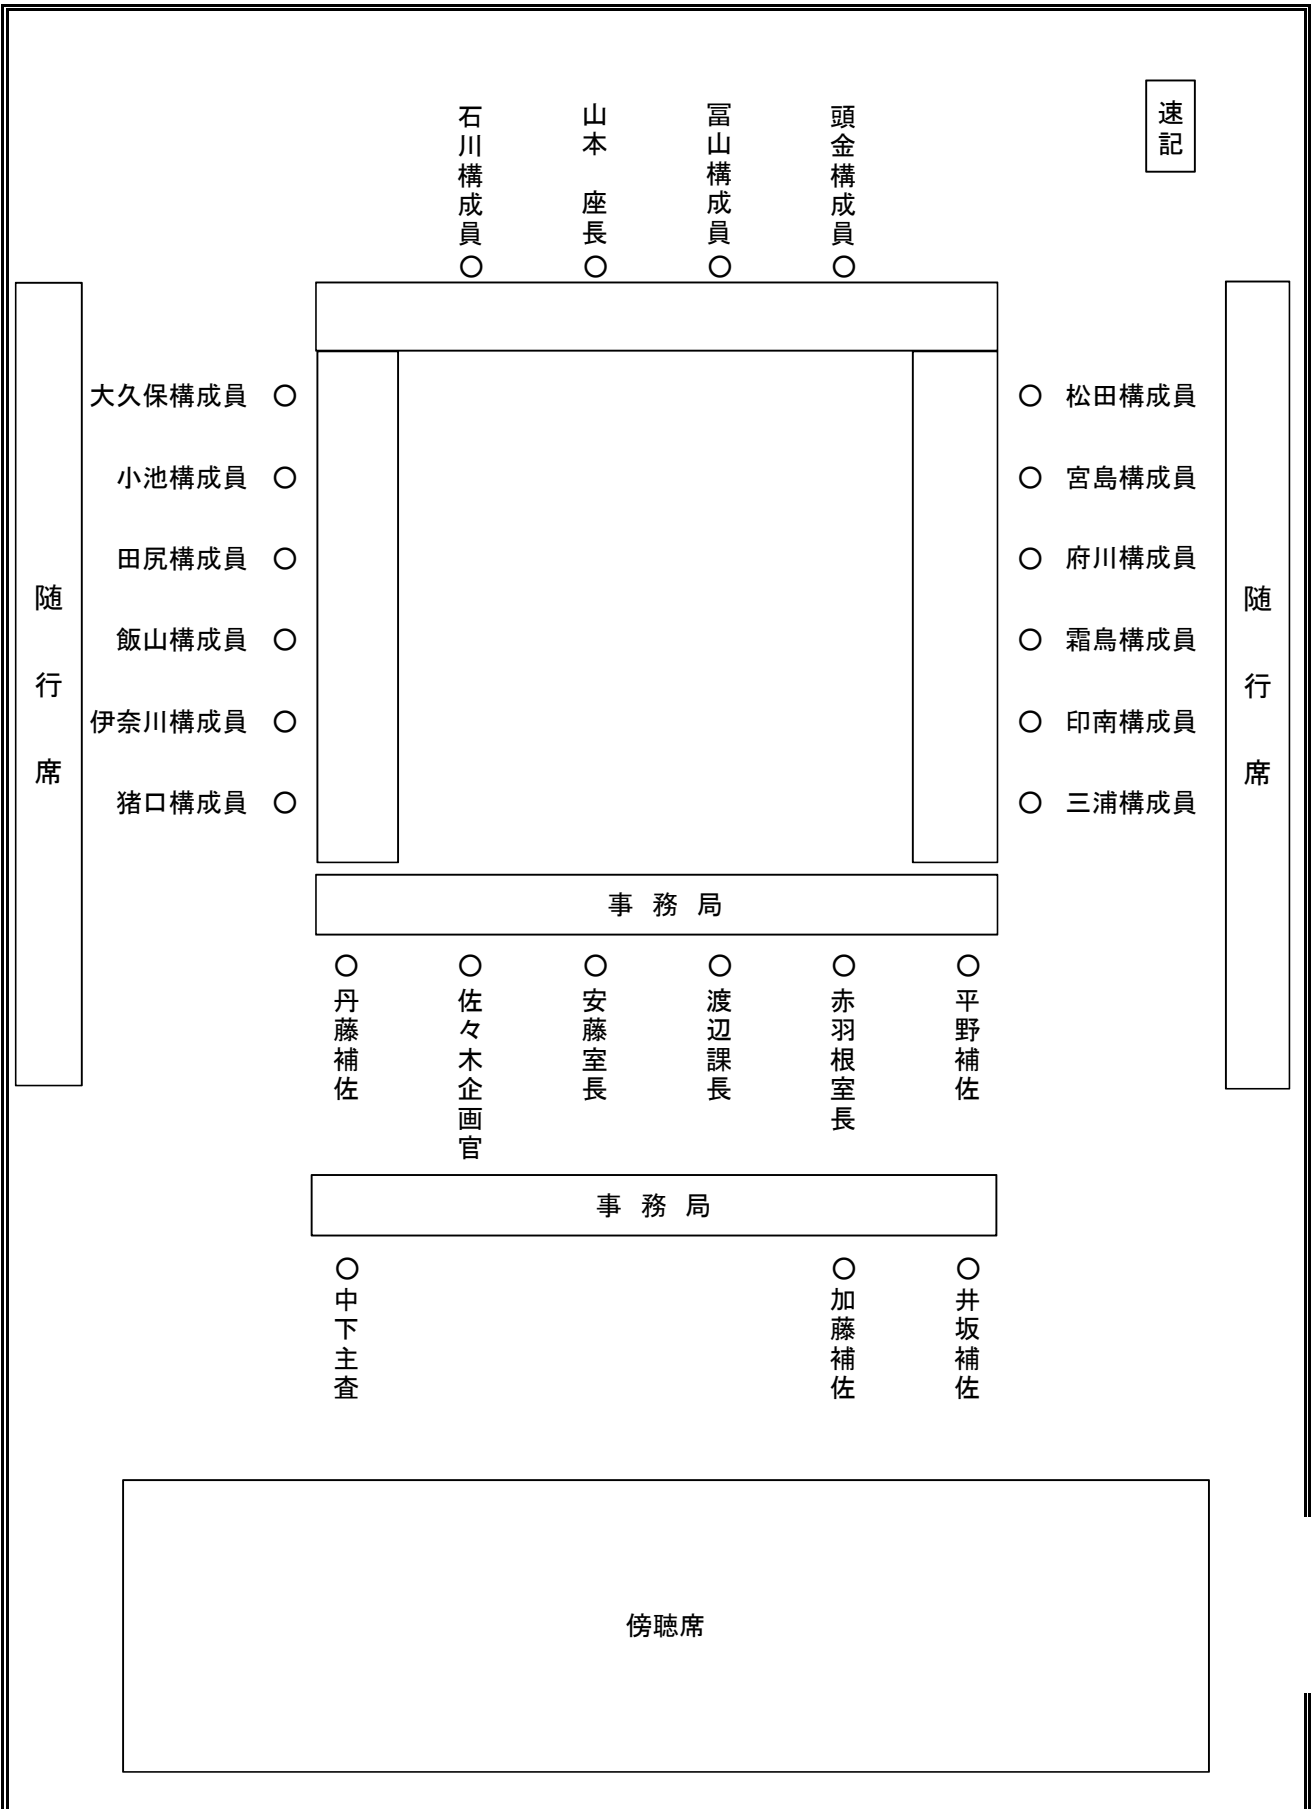 速記
石川構成員
山本　座長
冨山構成員
頭金構成員
大久保構成員
小池構成員
田尻構成員
飯山構成員
伊奈川構成員
猪口構成員
松田構成員
宮島構成員
府川構成員
霜鳥構成員
印南構成員
三浦構成員
随行席
随行席
事務局
丹藤補佐
佐々木企画官
安藤室長
渡辺課長
赤羽根室長
平野補佐
事務局
中下主査
加藤補佐
井坂補佐
傍聴席